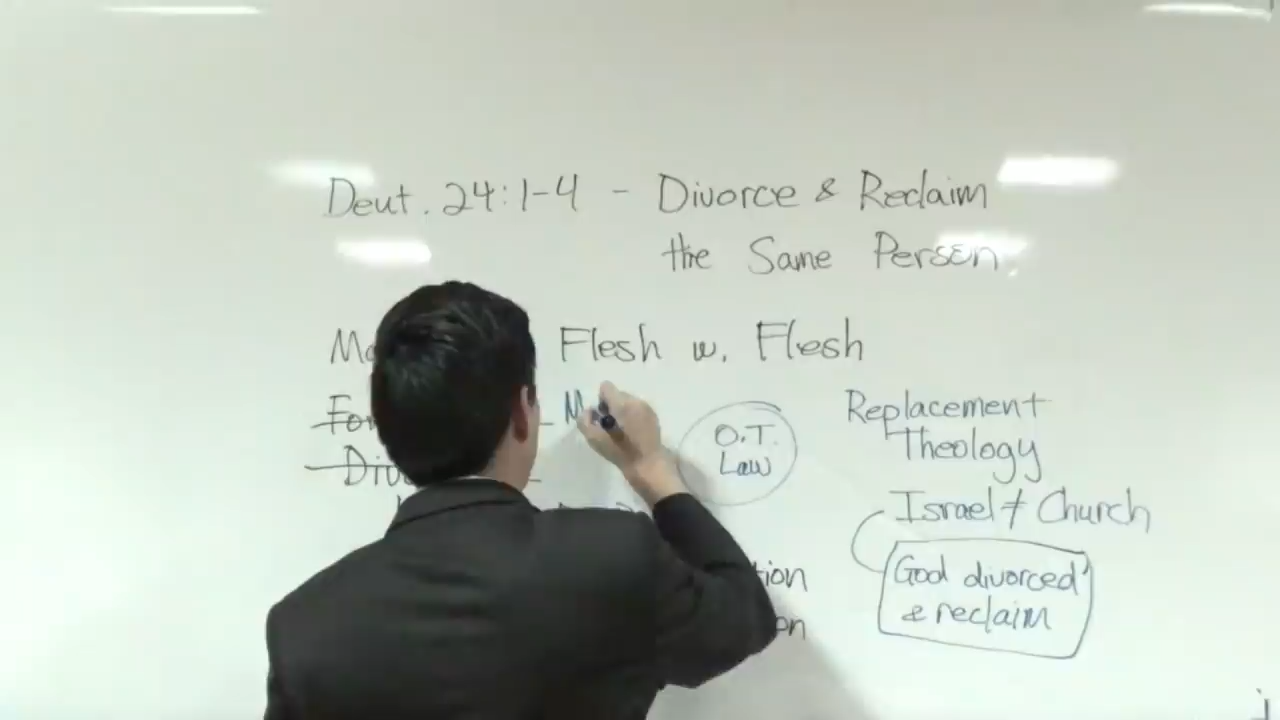 Deut. 24:1-4 - Divorce & Reclaim
the Same Person.
Flesh w. Flesh
O.T.
Law
Replacement
Theology
Israel ≠ Church
God divorced
& reclaim